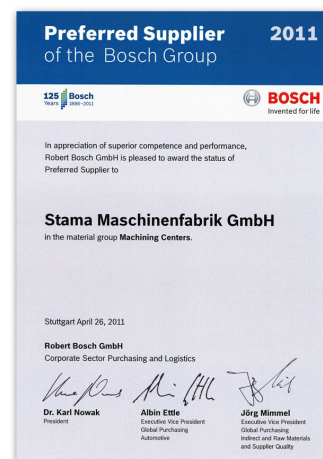 Preferred Supplier 2011
of the Bosch Group
125 Bosch
Years 1886–2011
BOSCH
Invented for life
In appreciation of superior competence and performance,
Robert Bosch GmbH is pleased to award the status of
Preferred Supplier to
Stama Maschinenfabrik GmbH
in the material group Machining Centers.
Stuttgart April 26, 2011
Robert Bosch GmbH
Corporate Sector Purchasing and Logistics
Dr. Karl Nowak
President
Albin Ettle
Executive Vice President
Global Purchasing
Automotive
Jörg Mimmel
Executive Vice President
Global Purchasing
Indirect and Raw Materials
and Supplier Quality